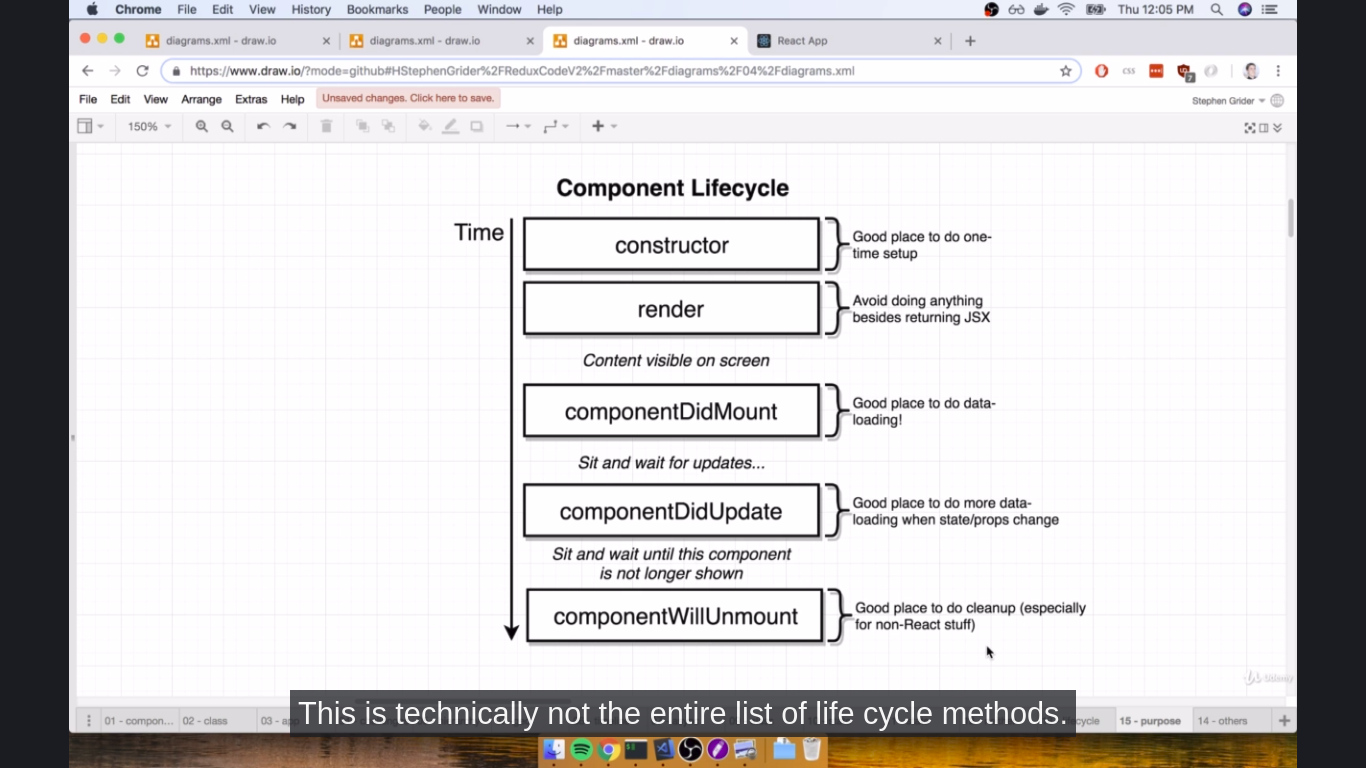 Chrome File Edit View History Bookmarks People Window Help Thu 12:05 PM
diagrams.xml - draw.io diagrams.xml - draw.io diagrams.xml - draw.io React App
https://www.draw.io/?mode=github#HStephenGrider%2FReduxCodeV2%2Fmaster%2Fdiagrams%2F04%2Fdiagrams.xml CSS 7
File Edit View Arrange Extras Help Unsaved changes. Click here to save. Stephen Grider
150%
Component Lifecycle
Time
constructor
Good place to do one-
time setup
render
Avoid doing anything
besides returning JSX
Content visible on screen
componentDidMount
Good place to do data-
loading!
Sit and wait for updates...
componentDidUpdate
Good place to do more data-
loading when state/props change
Sit and wait until this component
is not longer shown
componentWillUnmount
Good place to do cleanup (especially
for non-React stuff)
Udemy
This is technically not the entire list of life cycle methods.
01 - compon... 02 - class 03 - 15 - purpose 14 - others